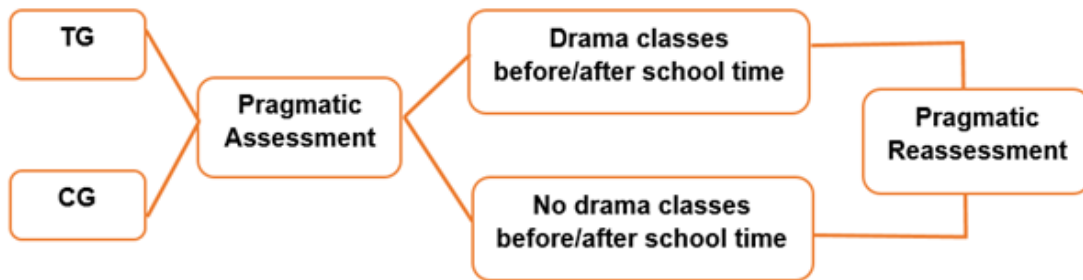 TG
CG
Pragmatic
Assessment
Drama classes
before/after school time
No drama classes
before/after school time
Pragmatic
Reassessment